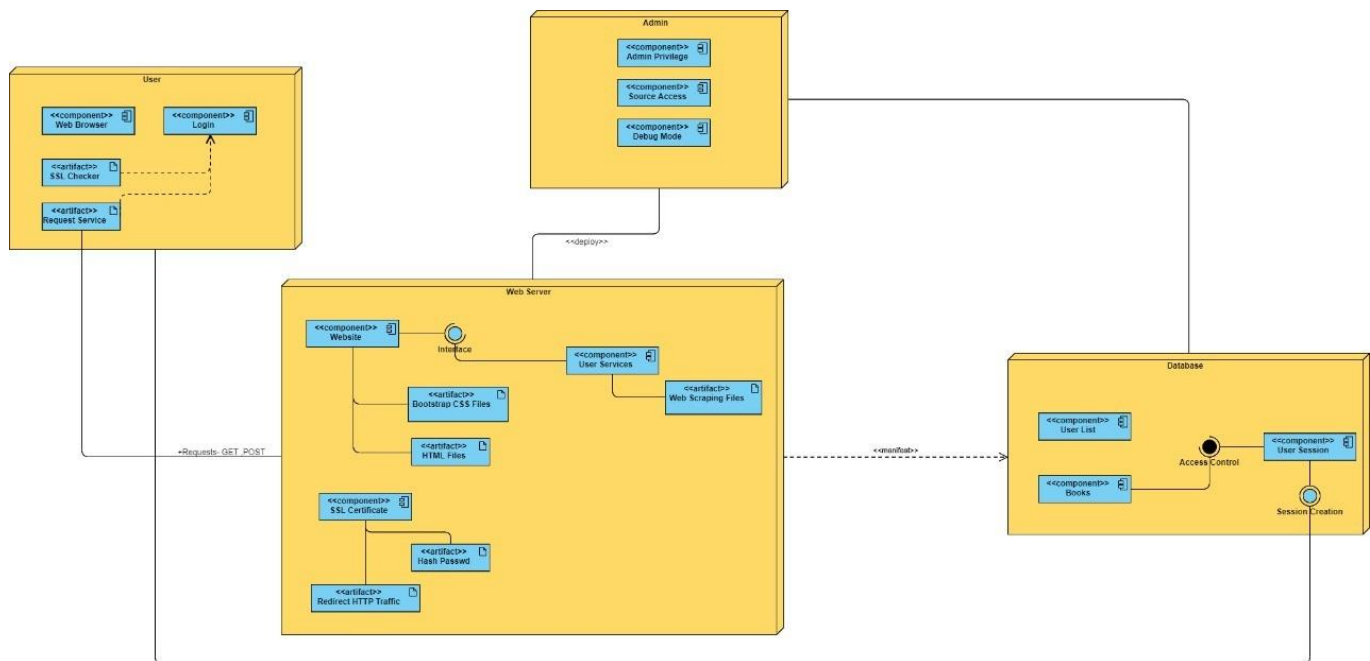 Admin
<<component>>
Admin Privilege
<<component>>
Source Access
<<component>>
Debug Mode
User
<<component>>
Web Browser
<<component>>
Login
<<artifact>>
SSL Checker
<<artifact>>
Request Service
<<deploy>>
+Requests- GET ,POST
Web Server
<<component>>
Website
Interface
<<component>>
User Services
<<artifact>>
Web Scraping Files
<<artifact>>
Bootstrap CSS Files
<<artifact>>
HTML Files
<<component>>
SSL Certificate
<<artifact>>
Hash Passwd
<<artifact>>
Redirect HTTP Traffic
<<manifest>>
Database
<<component>>
User List
<<component>>
User Session
Access Control
<<component>>
Books
Session Creation